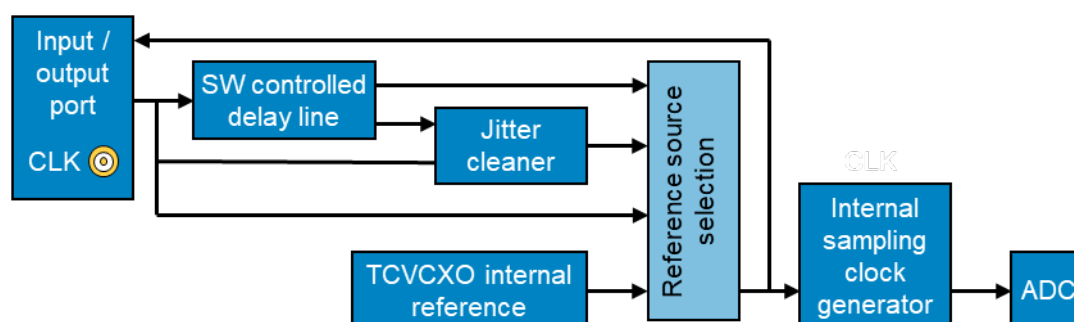 Input /
output
port
CLK
SW controlled
delay line
Jitter
cleaner
Reference source
selection
TCVCXO internal
reference
CLK
Internal
sampling
clock
generator
ADC